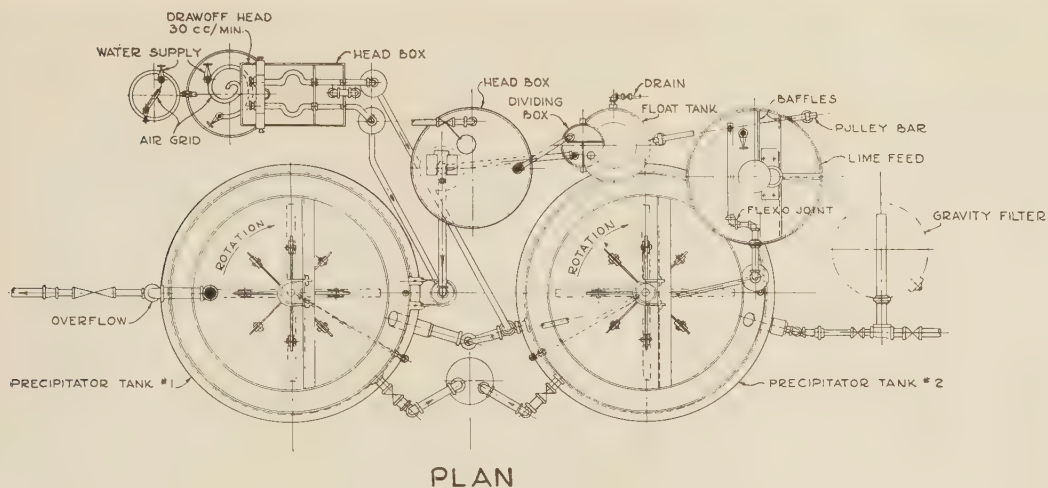 DRAWOFF HEAD
30 CC/MIN.
WATER SUPPLY
HEAD BOX
AIR GRID
HEAD BOX
DIVIDING
BOX
DRAIN
FLOAT TANK
BAFFLES
PULLEY BAR
LIME FEED
FLEXO JOINT
GRAVITY FILTER
ROTATION
ROTATION
OVERFLOW
PRECIPITATOR TANK #1
PRECIPITATOR TANK #2
PLAN